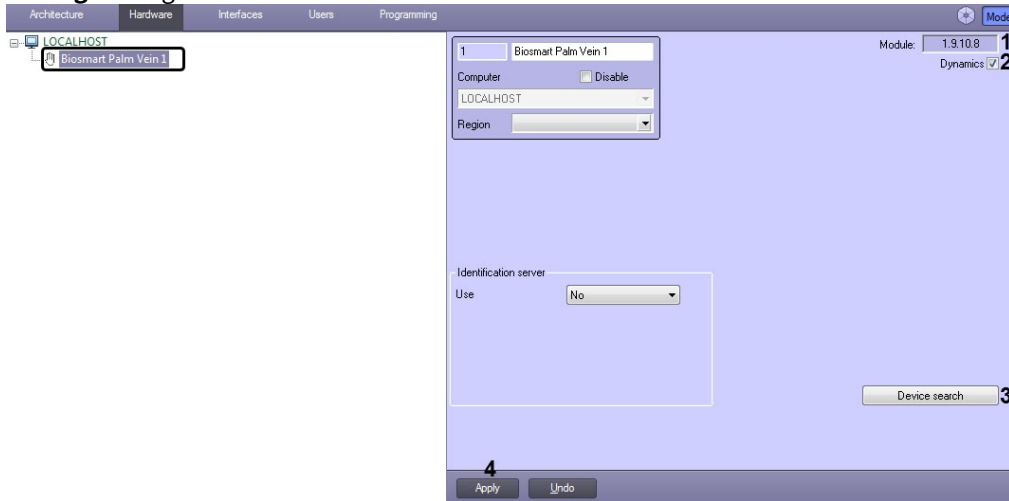 Architecture Hardware Interfaces Users Programming
LOCALHOST
Biosmart Palm Vein 1
1 Biosmart Palm Vein 1
Computer Disable
LOCALHOST
Region
Module: 1.9.10.8 1
Dynamics 2
Identification server
Use No
Device search 3
4
Apply Undo